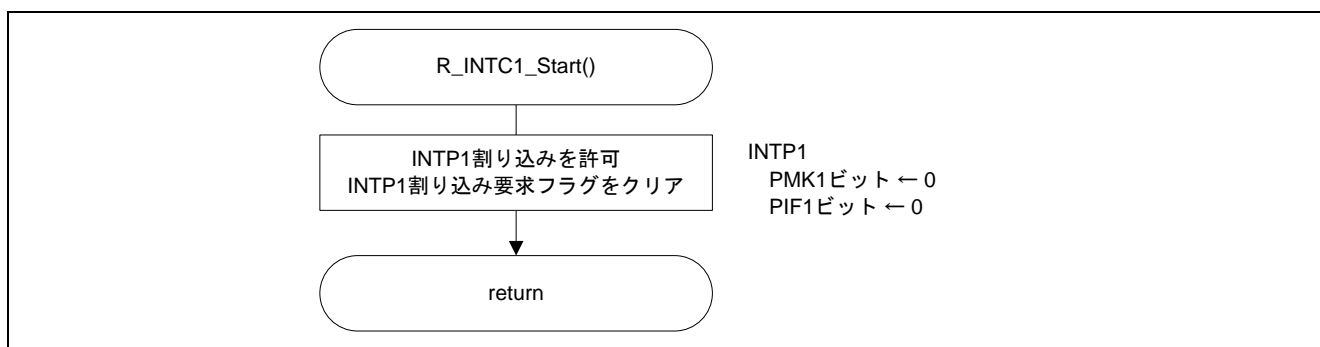 R_INTC1_Start()
INTP1割り込みを許可
INTP1割り込み要求フラグをクリア
INTP1
PMK1ビット ← 0
PIF1ビット ← 0
return